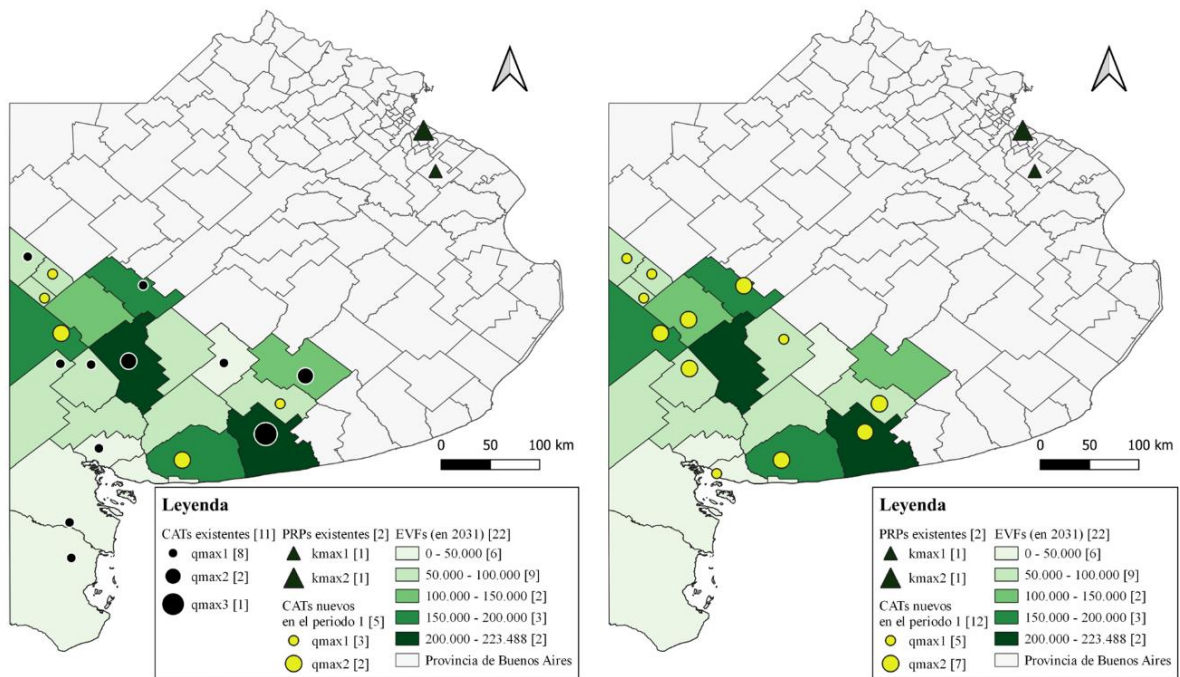 0 50 100 km
Leyenda
CATs existentes [11]
qmax1 [8]
qmax2 [2]
qmax3 [1]
PRPs existentes [2]
kmax1 [1]
kmax2 [1]
CATs nuevos
en el periodo 1 [5]
qmax1 [3]
qmax2 [2]
EVFs (en 2031) [22]
0 - 50.000 [6]
50.000 - 100.000 [9]
100.000 - 150.000 [2]
150.000 - 200.000 [3]
200.000 - 223.488 [2]
Provincia de Buenos Aires
0 50 100 km
Leyenda
PRPs existentes [2]
kmax1 [1]
kmax2 [1]
CATs nuevos
en el periodo 1 [12]
qmax1 [5]
qmax2 [7]
EVFs (en 2031) [22]
0 - 50.000 [6]
50.000 - 100.000 [9]
100.000 - 150.000 [2]
150.000 - 200.000 [3]
200.000 - 223.488 [2]
Provincia de Buenos Aires